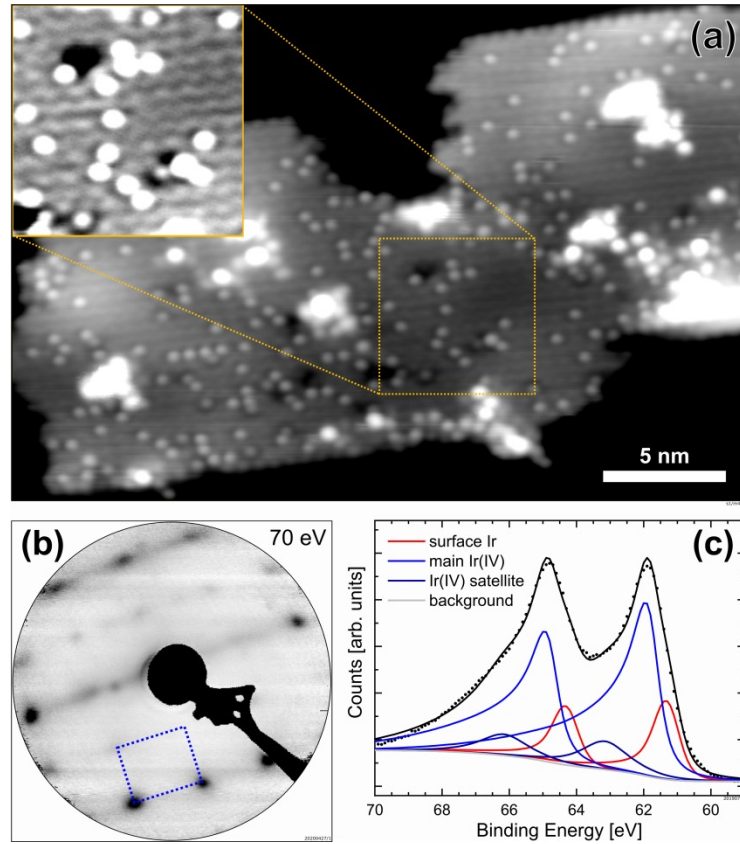 (a)
5 nm
(b)
70 eV
(c)
surface Ir
main Ir(IV)
Ir(IV) satellite
background
Counts [arb. units]
70
68
66
64
62
60
Binding Energy [eV]